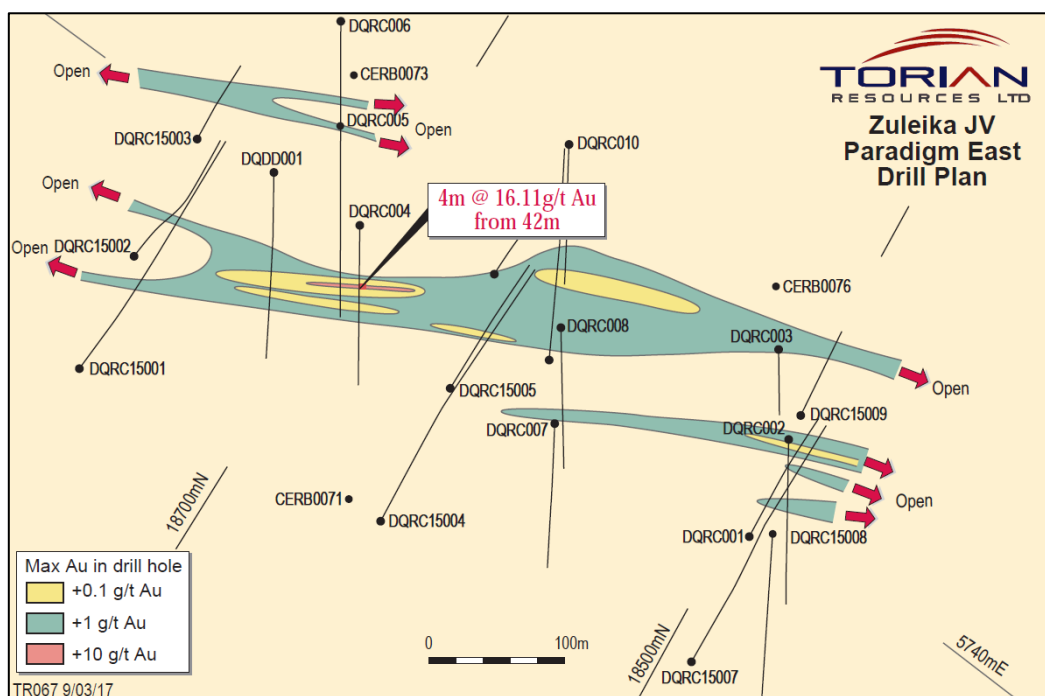 DQRC006
TORIAN
RESOURCES LTD
Zuleika JV
Paradigm East
Drill Plan
Open
CERB0073
DQRC005
Open
DQRC15003
DQRC010
DQDD001
Open
4m @ 16.11g/t Au
from 42m
DQRC004
DQRC15002
Open
CERB0076
DQRC008
DQRC003
DQRC15001
Open
DQRC15005
DQRC15009
DQRC007
DQRC002
18700mN
CERB0071
Open
DQRC15004
DQRC001
DQRC15008
Max Au in drill hole
+0.1 g/t Au
+1 g/t Au
+10 g/t Au
0 100m
18500mN
DQRC15007
5740mE
TR067 9/03/17